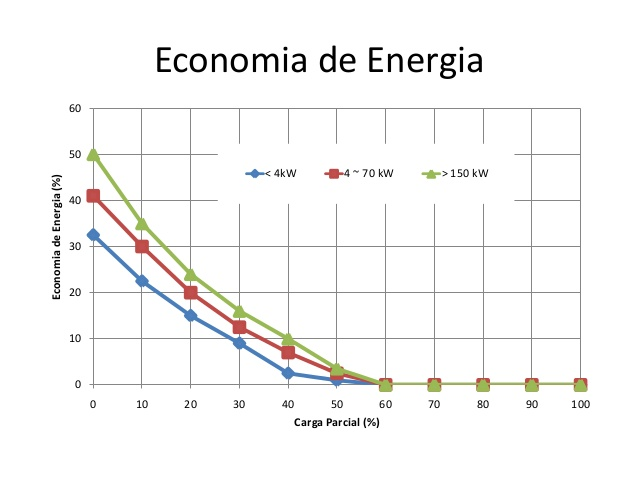 Economia de Energia
60
50
40
30
20
10
0
Economia de Energia (%)
< 4kW
4 ~ 70 kW
> 150 kW
0 10 20 30 40 50 60 70 80 90 100
Carga Parcial (%)